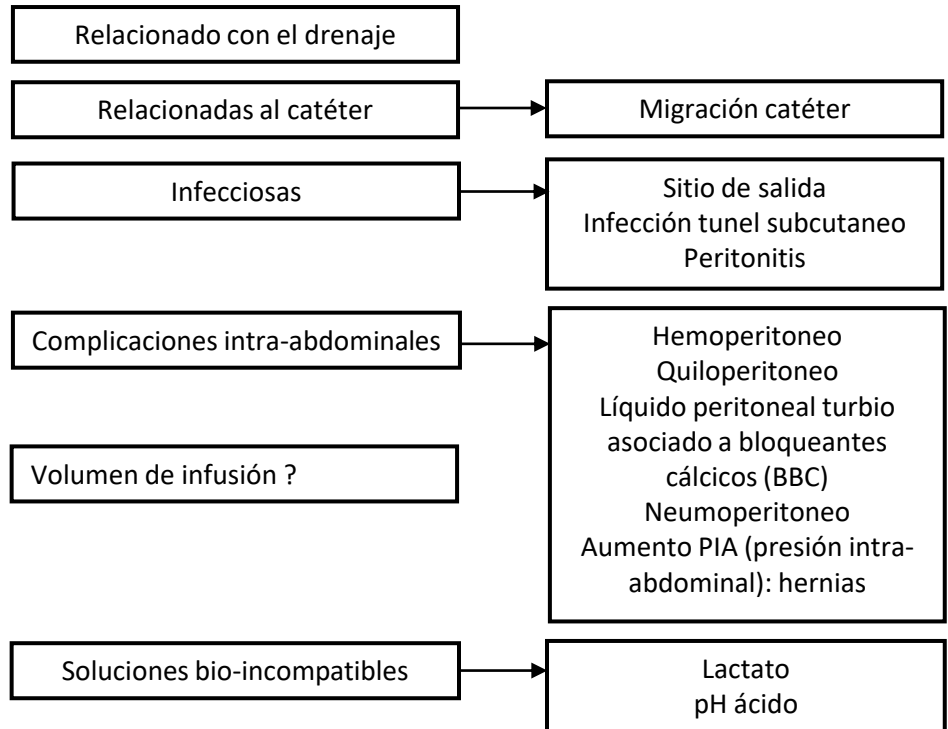 Relacionado con el drenaje
Relacionadas al catéter
Migración catéter
Infecciosas
Sitio de salida
Infección tunel subcutaneo
Peritonitis
Complicaciones intra-abdominales
Hemoperitoneo
Quiloperitoneo
Líquido peritoneal turbio
asociado a bloqueantes
cálcicos (BBC)
Neumoperitoneo
Aumento PIA (presión intra-
abdominal): hernias
Volumen de infusión ?
Soluciones bio-incompatibles
Lactato
pH ácido